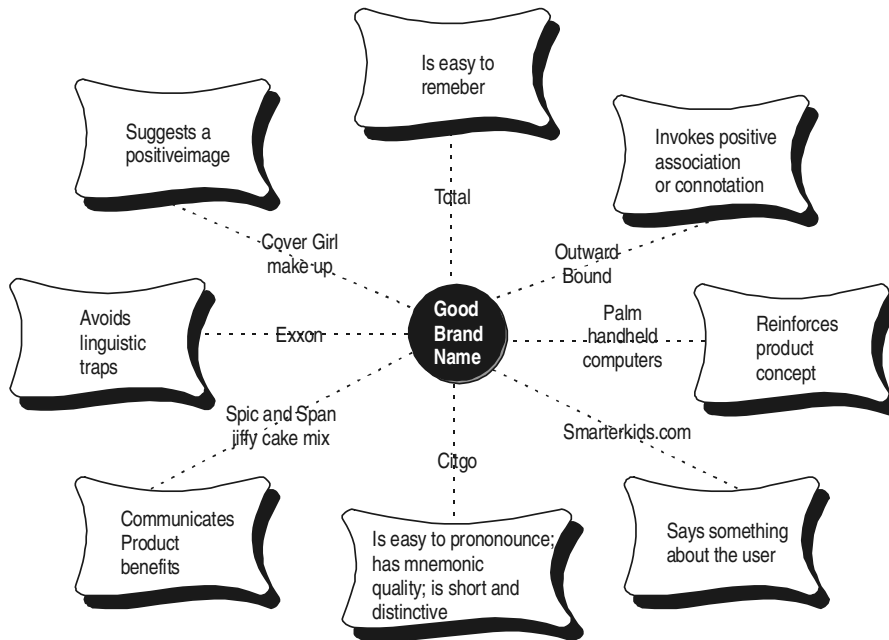 Is easy to
remeber
Suggests a
positiveimage
Invokes positive
association
or connotation
Total
Cover Girl
make up
Outward
Bound
Good
Brand
Name
Avoids
linguistic
traps
Exxon
Palm
handheld
computers
Reinforces
product
concept
Spic and Span
jiffy cake mix
Smarterkids.com
Citgo
Communicates
Product
benefits
Is easy to prononounce;
has mnemonic
quality; is short and
distinctive
Says something
about the user